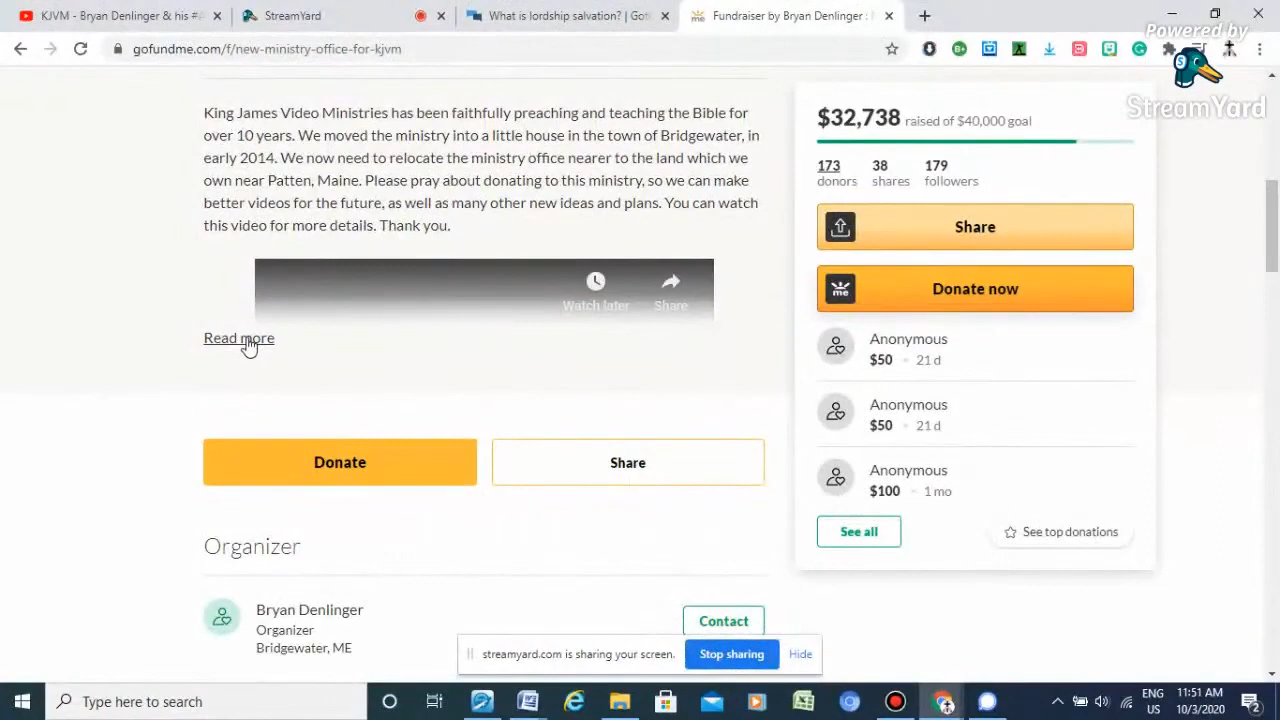 KJVM - Bryan Denlinger & his #
StreamYard
What is lordship salvation? | Got
Fundraiser by Bryan Denlinger :
gofundme.com/f/new-ministry-office-for-kjvm
Powered by
StreamYard
King James Video Ministries has been faithfully preaching and teaching the Bible for
over 10 years. We moved the ministry into a little house in the town of Bridgewater, in
early 2014. We now need to relocate the ministry office nearer to the land which we
own near Patten, Maine. Please pray about donating to this ministry, so we can make
better videos for the future, as well as many other new ideas and plans. You can watch
this video for more details. Thank you.
Watch later
Share
Read more
Donate
Share
Organizer
Bryan Denlinger
Organizer
Bridgewater, ME
Contact
$32,738 raised of $40,000 goal
173 38 179
donors shares followers
Share
me Donate now
Anonymous
$50 • 21 d
Anonymous
$50 • 21 d
Anonymous
$100 • 1 mo
See all
See top donations
streamyard.com is sharing your screen.
Stop sharing
Hide
Type here to search
ENG
US
11:51 AM
10/3/2020
2